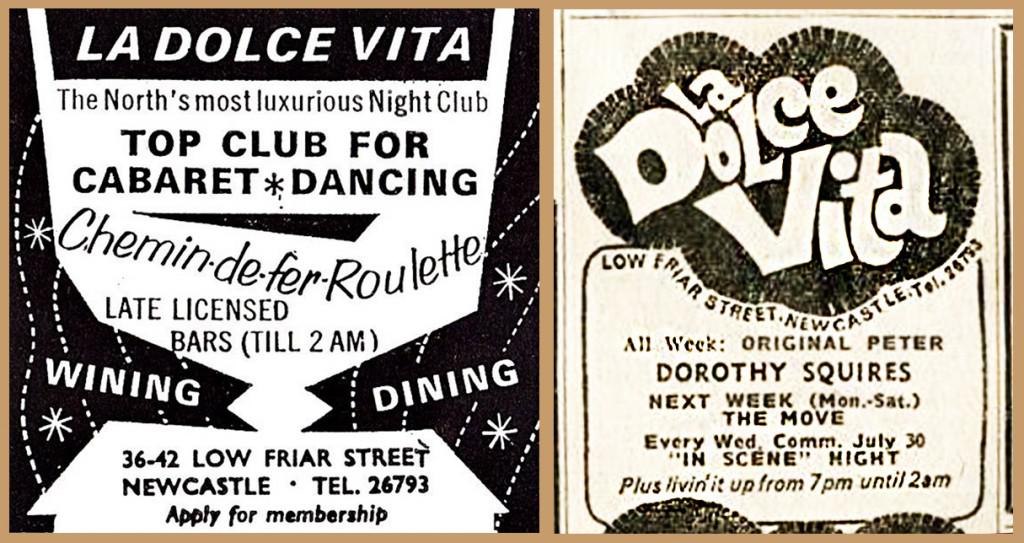 LA DOLCE VITA
The North's most luxurious Night Club
TOP CLUB FOR
CABARET * DANCING
Chemin-de-fer-Roulette
LATE LICENSED
BARS (TILL 2 AM)
WINING DINING
36-42 LOW FRIAR STREET
NEWCASTLE · TEL. 26793
Apply for membership
La
Dolce
Vita
LOW FRIAR STREET, NEWCASTLE. Tel. 26793
All Week: ORIGINAL PETER
DOROTHY SQUIRES
NEXT WEEK (Mon.-Sat.)
THE MOVE
Every Wed. Comm. July 30
"IN SCENE" NIGHT
Plus livin' it up from 7pm until 2am